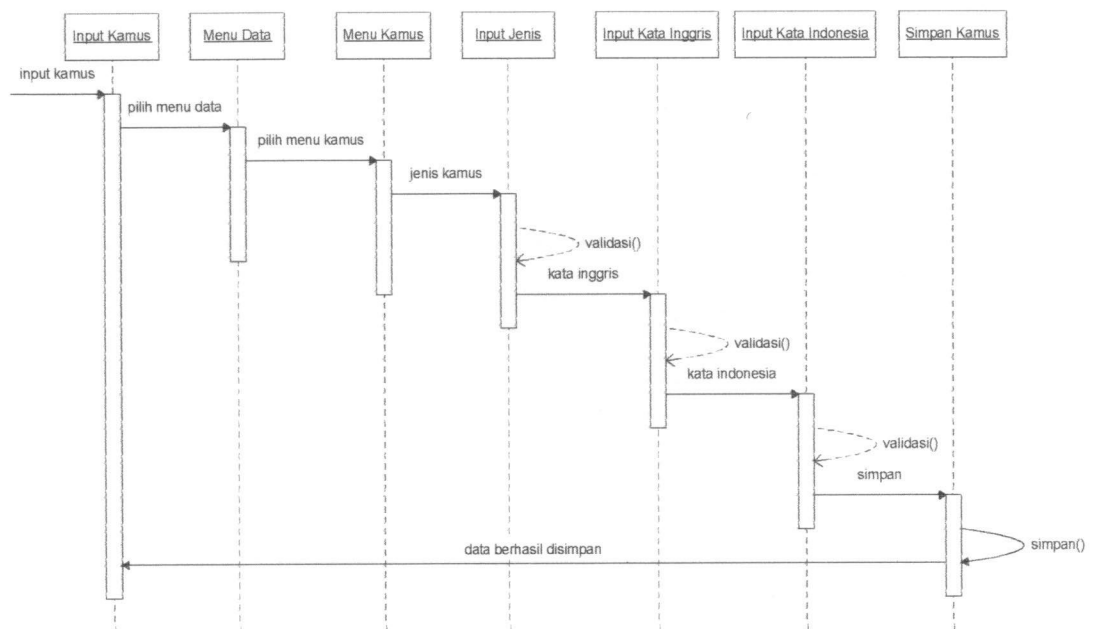 Input Kamus
Menu Data
Menu Kamus
Input Jenis
Input Kata Inggris
Input Kata Indonesia
Simpan Kamus
input kamus
pilih menu data
pilih menu kamus
jenis kamus
validasi()
kata inggris
validasi()
kata indonesia
validasi()
simpan
simpan()
data berhasil disimpan